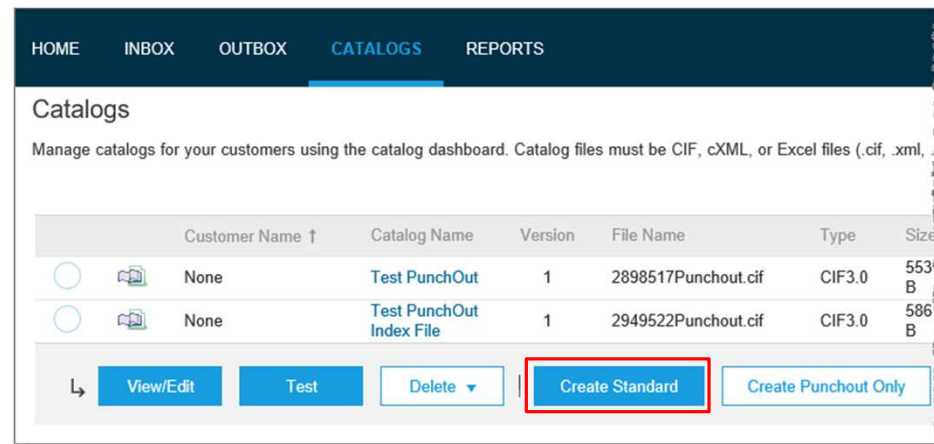 HOME INBOX OUTBOX CATALOGS REPORTS
Catalogs
Manage catalogs for your customers using the catalog dashboard. Catalog files must be CIF, cXML, or Excel files (.cif, .xml,
Customer Name ↑ Catalog Name Version File Name Type Size
None Test PunchOut 1 2898517Punchout.cif CIF3.0 553
B
None Test PunchOut
Index File 1 2949522Punchout.cif CIF3.0 586
B
View/Edit Test Delete ▼ Create Standard Create Punchout Only